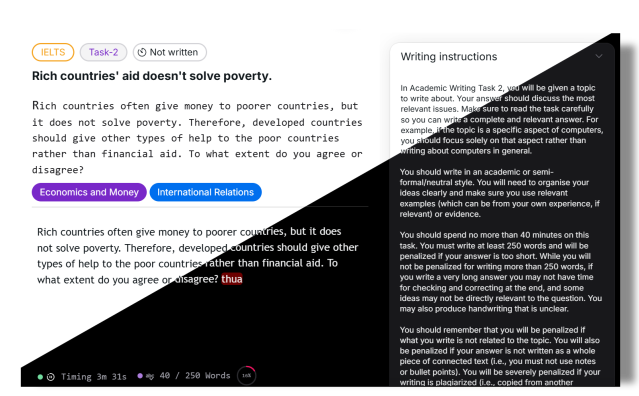 IELTS Task-2 Not written
Rich countries' aid doesn't solve poverty.
Rich countries often give money to poorer countries, but
it does not solve poverty. Therefore, developed countries
should give other types of help to the poor countries
rather than financial aid. To what extent do you agree or
disagree?
Economics and Money International Relations
Rich countries often give money to poorer countries, but it does
not solve poverty. Therefore, developed countries should give other
types of help to the poor countries rather than financial aid. To
what extent do you agree or disagree? thua
Timing 3m 31s 40 / 250 Words 16%
Writing instructions
In Academic Writing Task 2, you will be given a topic
to write about. Your answer should discuss the most
relevant issues. Make sure to read the task carefully
so you can write a complete and relevant answer. For
example, if the topic is a specific aspect of computers,
you should focus solely on that aspect rather than
writing about computers in general.
You should write in an academic or semi-
formal/neutral style. You will need to organise your
ideas clearly and make sure you use relevant
examples (which can be from your own experience, if
relevant) or evidence.
You should spend no more than 40 minutes on this
task. You must write at least 250 words and will be
penalized if your answer is too short. While you will
not be penalized for writing more than 250 words, if
you write a very long answer you may not have time
for checking and correcting at the end, and some
ideas may not be directly relevant to the question. You
may also produce handwriting that is unclear.
You should remember that you will be penalized if
what you write is not related to the topic. You will also
be penalized if your answer is not written as a whole
piece of connected text (i.e., you must not use notes
or bullet points). You will be severely penalized if your
writing is plagiarized (i.e., copied from another